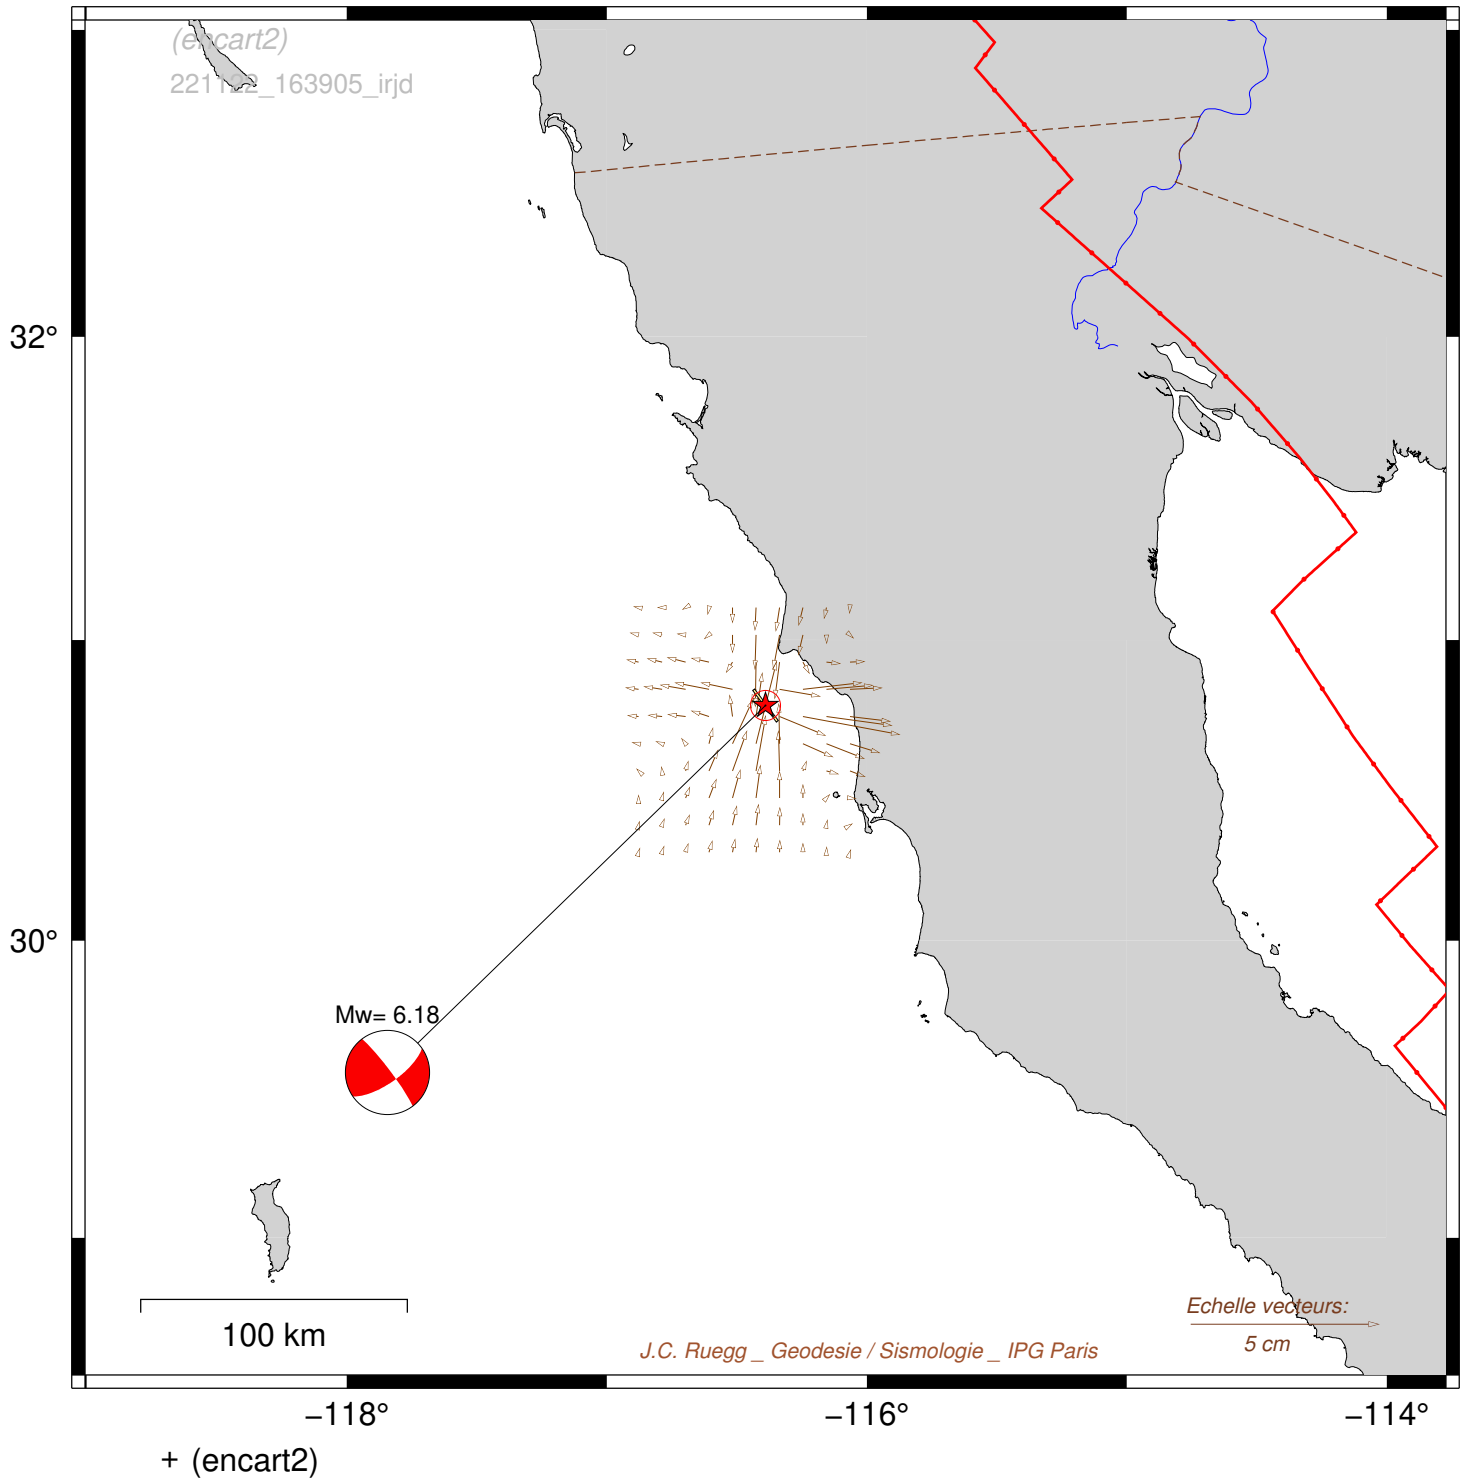 (encart2)
221122_163905_irjd
32°
30°
Mw= 6.18
100 km
Echelle vecteurs:
5 cm
J.C. Ruegg _ Geodesie / Sismologie _ IPG Paris
−118°
−116°
−114°
+ (encart2)